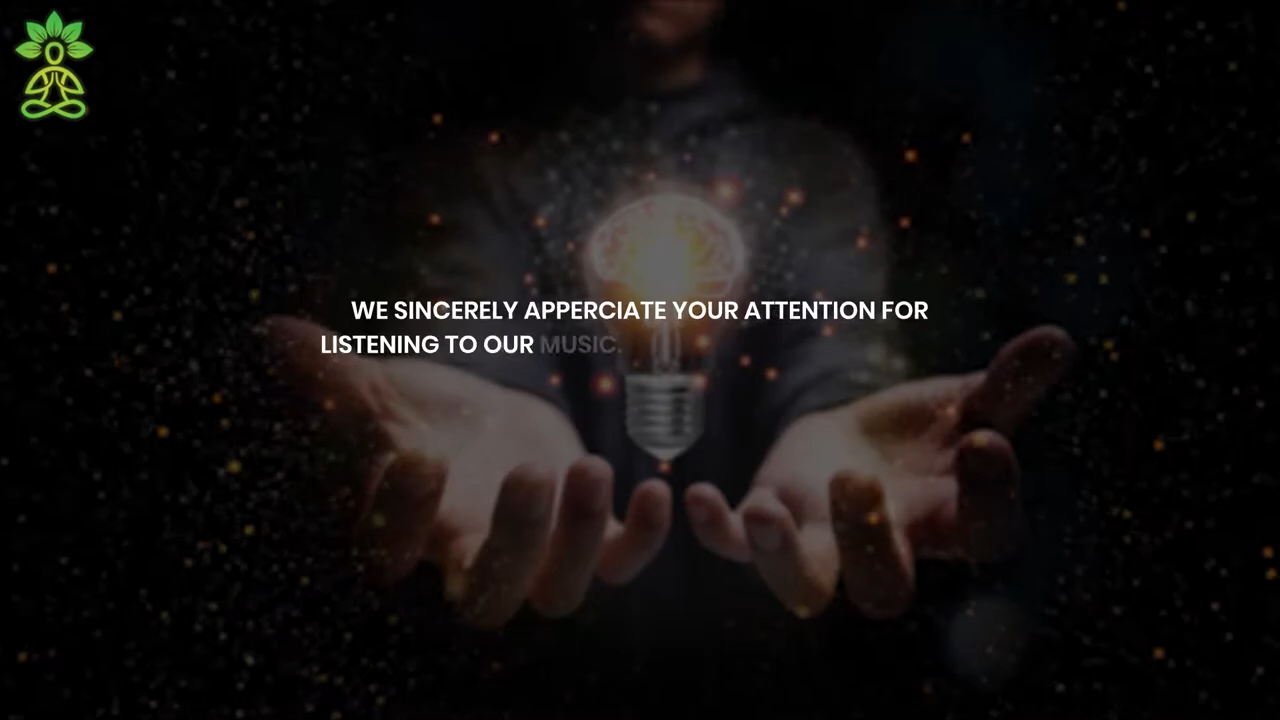 WE SINCERELY APPERCIATE YOUR ATTENTION FOR
LISTENING TO OUR MUSIC.